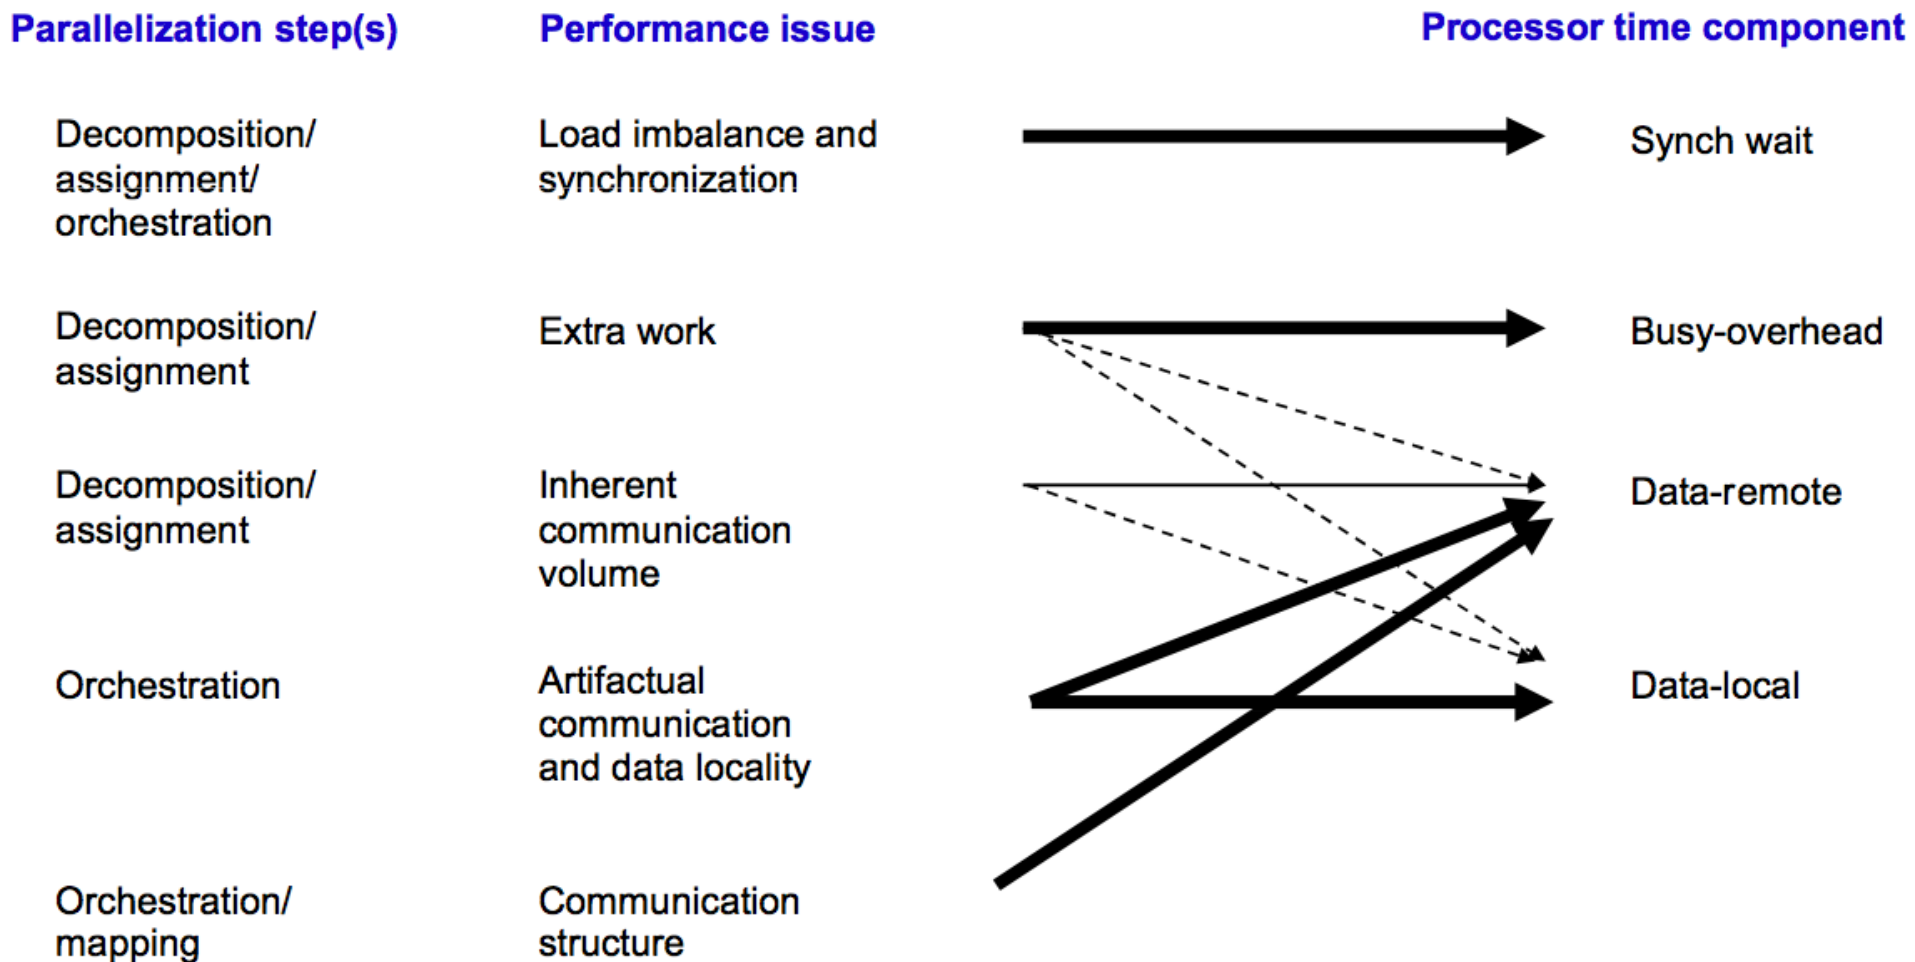 Parallelization step(s)
Performance issue
Processor time component
Decomposition/
assignment/
orchestration
Load imbalance and
synchronization
Synch wait
Decomposition/
assignment
Extra work
Busy-overhead
Decomposition/
assignment
Inherent
communication
volume
Data-remote
Orchestration
Artifactual
communication
and data locality
Data-local
Orchestration/
mapping
Communication
structure